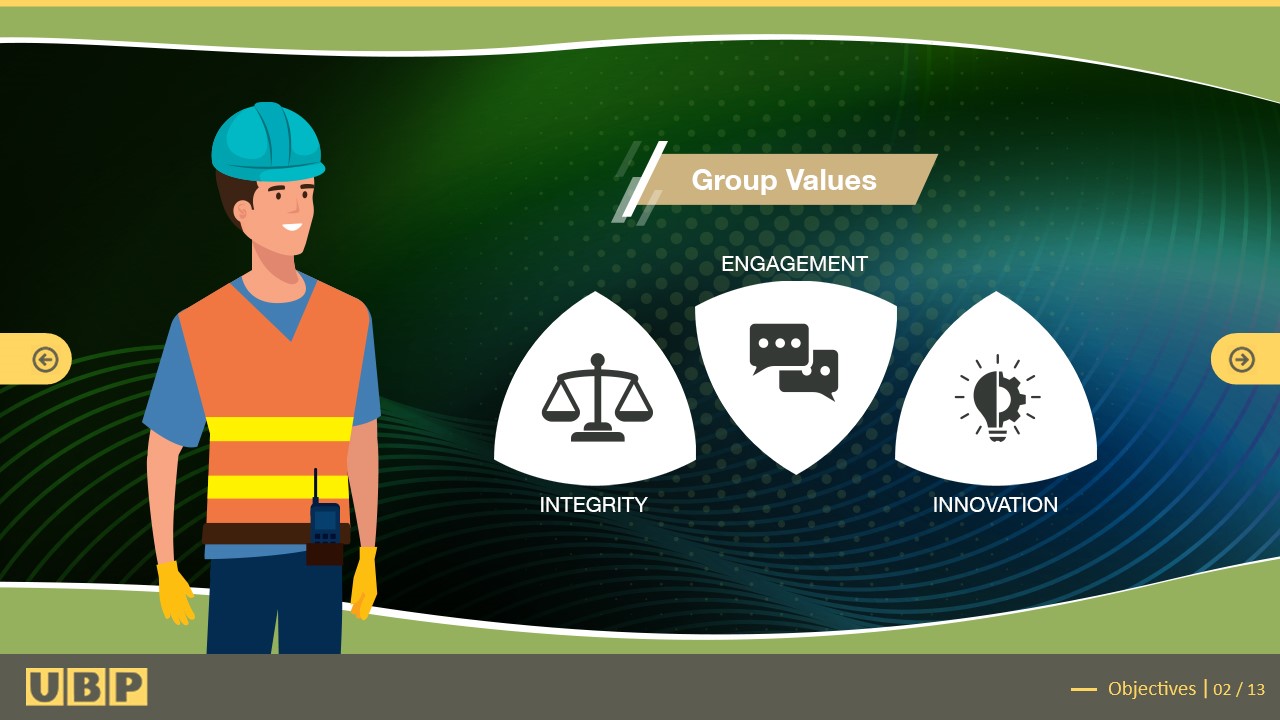 Group Values
ENGAGEMENT
INTEGRITY
INNOVATION
UBP
Objectives | 02 / 13